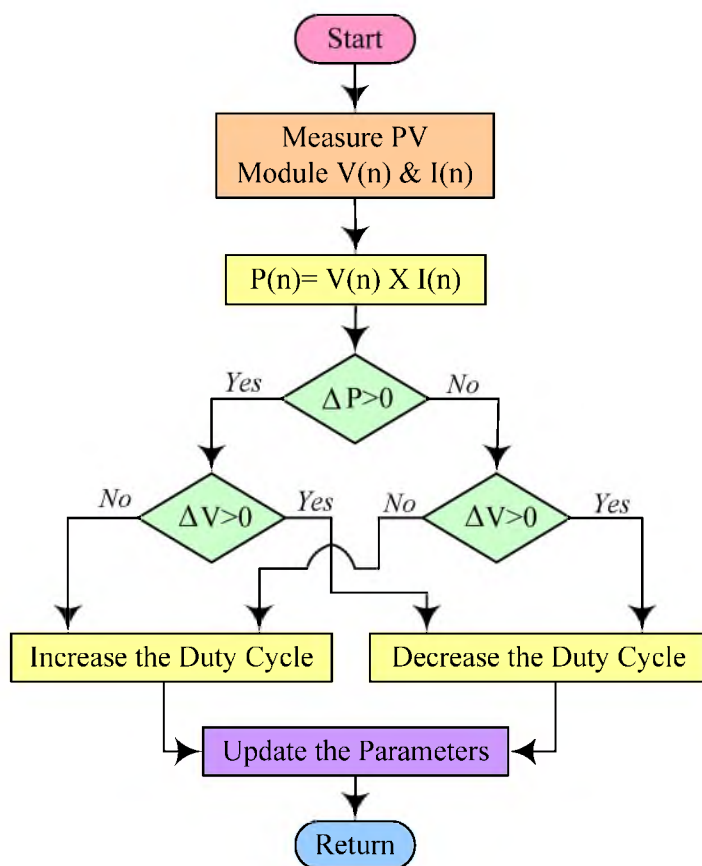 Start
Measure PV
Module V(n) & I(n)
P(n)= V(n) X I(n)
Yes
Δ P>0
No
No
ΔV>0
Yes
No
ΔV>0
Yes
Increase the Duty Cycle
Decrease the Duty Cycle
Update the Parameters
Return